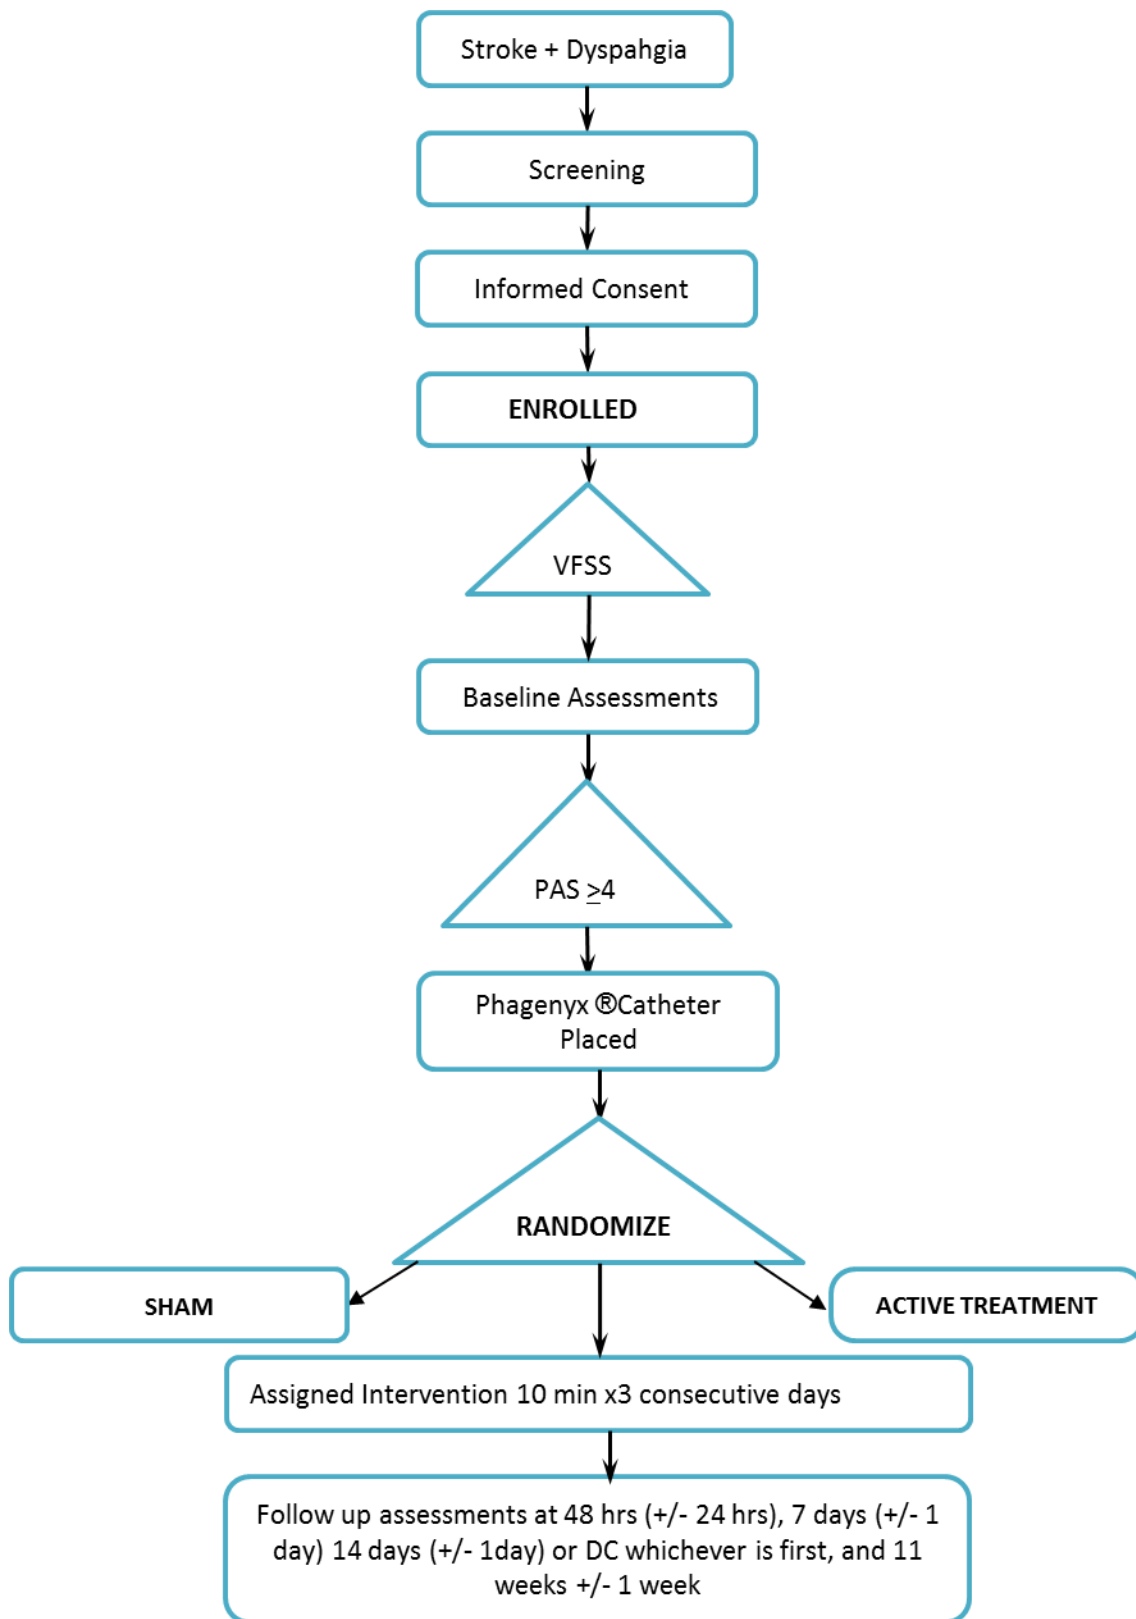 Stroke + Dyspahgia
Screening
Informed Consent
ENROLLED
VFSS
Baseline Assessments
PAS ≥4
Phagenyx ®Catheter
Placed
RANDOMIZE
SHAM
ACTIVE TREATMENT
Assigned Intervention 10 min x3 consecutive days
Follow up assessments at 48 hrs (+/- 24 hrs), 7 days (+/- 1
day) 14 days (+/- 1day) or DC whichever is first, and 11
weeks +/- 1 week